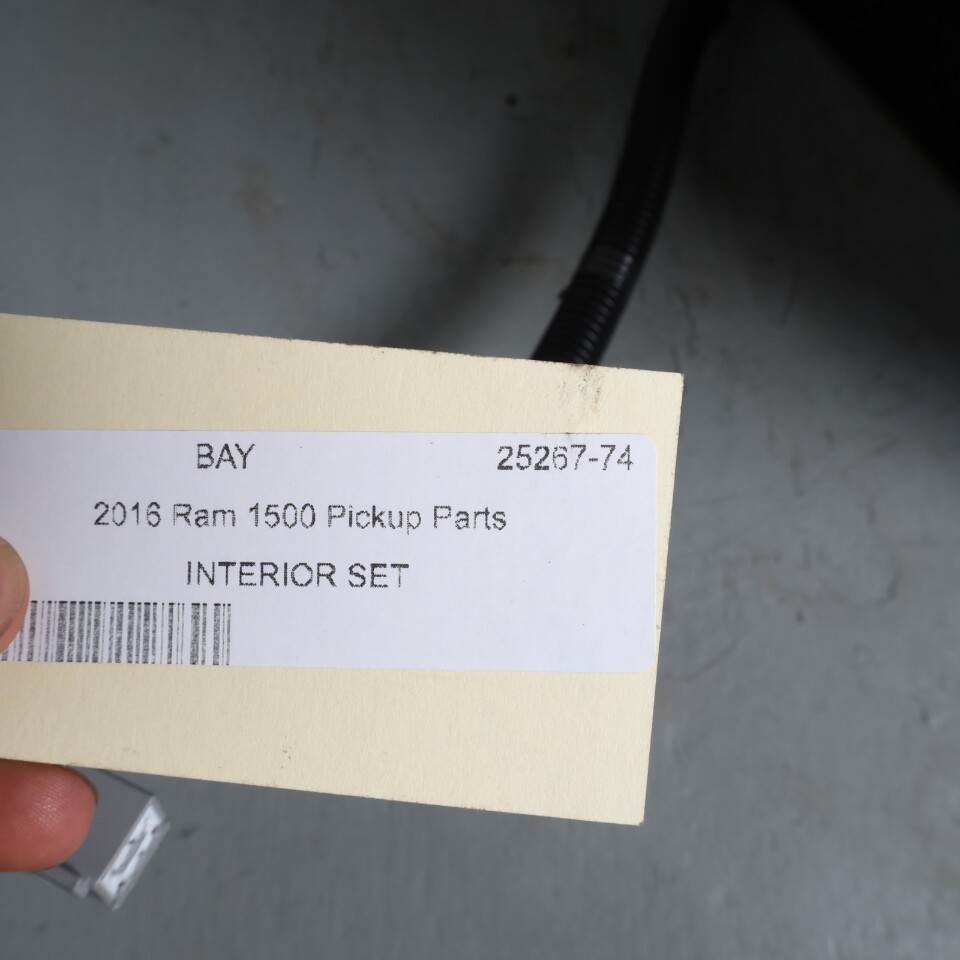 BAY 25267-74
2016 Ram 1500 Pickup Parts
INTERIOR SET